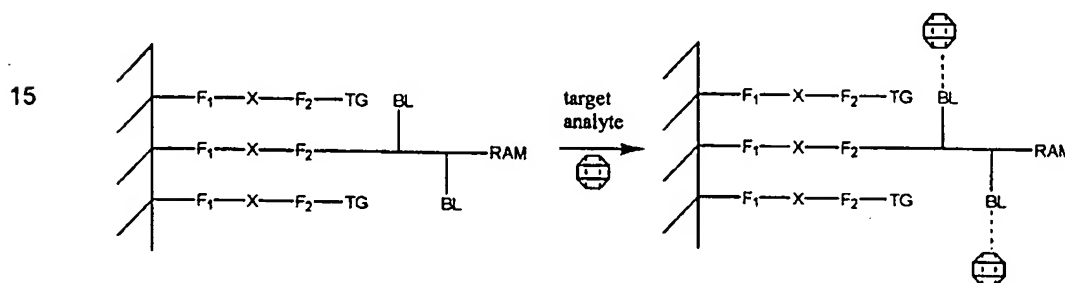 15
F₁—X—F₂—TG
BL
F₁—X—F₂
RAM
F₁—X—F₂—TG
BL
target
analyte
F₁—X—F₂—TG
BL
F₁—X—F₂
RAM
F₁—X—F₂—TG
BL